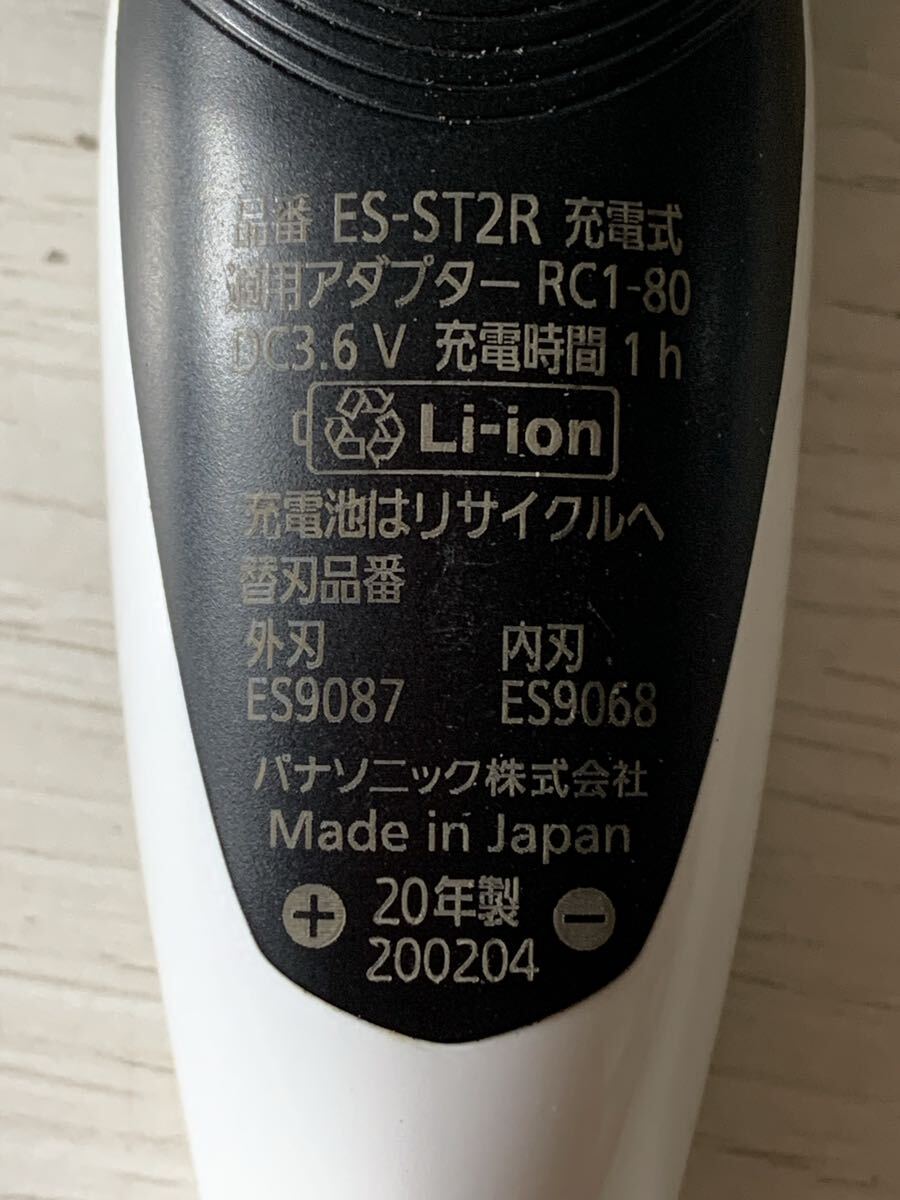 品番 ES-ST2R 充電式
適用アダプター RC1-80
DC3.6 V 充電時間 1 h
Li-ion
充電池はリサイクルへ
替刃品番
外刃 内刃
ES9087 ES9068
パナソニック株式会社
Made in Japan
20年製
200204